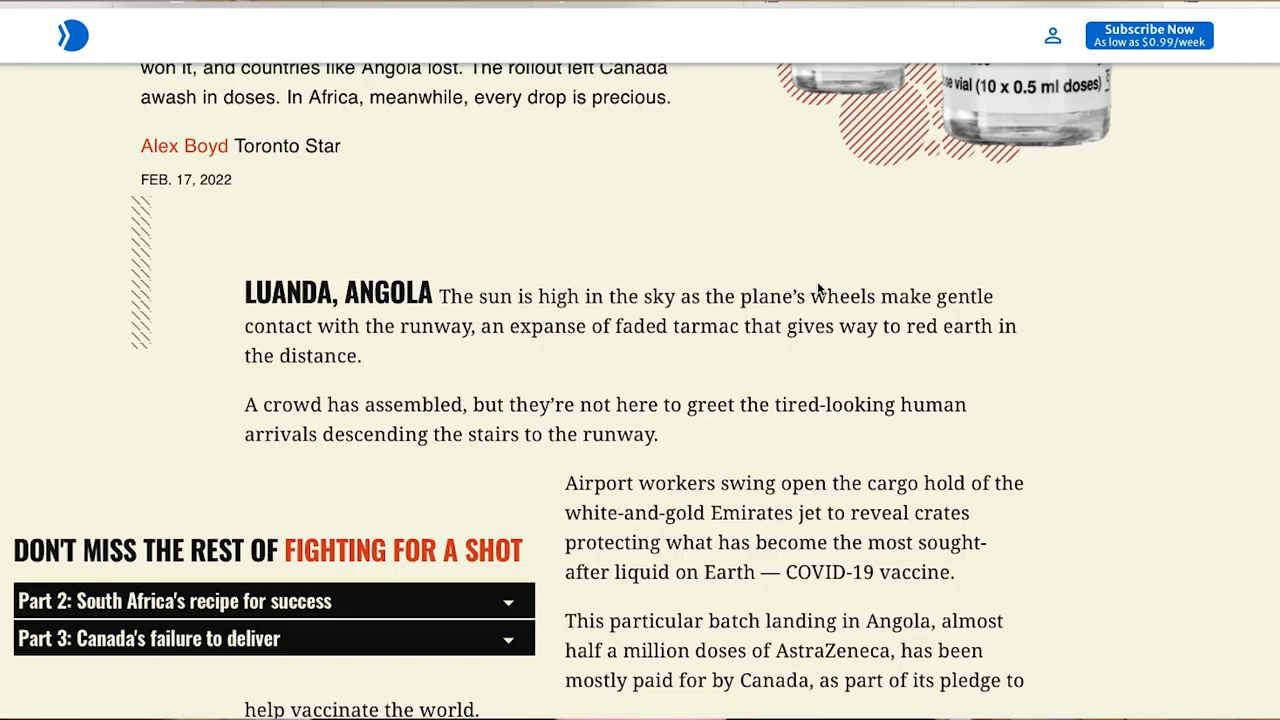 Subscribe Now
As low as $0.99/week
won it, and countries like Angola lost. The rollout left Canada
awash in doses. In Africa, meanwhile, every drop is precious.
vial (10 x 0.5 ml doses)
Alex Boyd Toronto Star
FEB. 17, 2022
LUANDA, ANGOLA The sun is high in the sky as the plane’s wheels make gentle
contact with the runway, an expanse of faded tarmac that gives way to red earth in
the distance.
A crowd has assembled, but they’re not here to greet the tired-looking human
arrivals descending the stairs to the runway.
Airport workers swing open the cargo hold of the
white-and-gold Emirates jet to reveal crates
protecting what has become the most sought-
after liquid on Earth — COVID-19 vaccine.
This particular batch landing in Angola, almost
half a million doses of AstraZeneca, has been
mostly paid for by Canada, as part of its pledge to
help vaccinate the world.
DON'T MISS THE REST OF FIGHTING FOR A SHOT
Part 2: South Africa's recipe for success
Part 3: Canada's failure to deliver